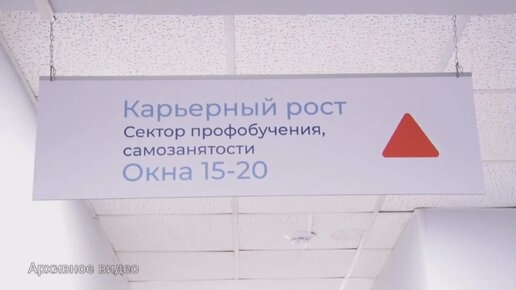 Карьерный рост
Сектор профобучения,
самозанятости
Окна 15-20
Архивное видео